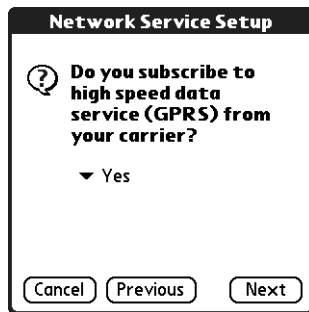 Network Service Setup
Do you subscribe to
high speed data
service (GPRS) from
your carrier?
Yes
Cancel Previous Next